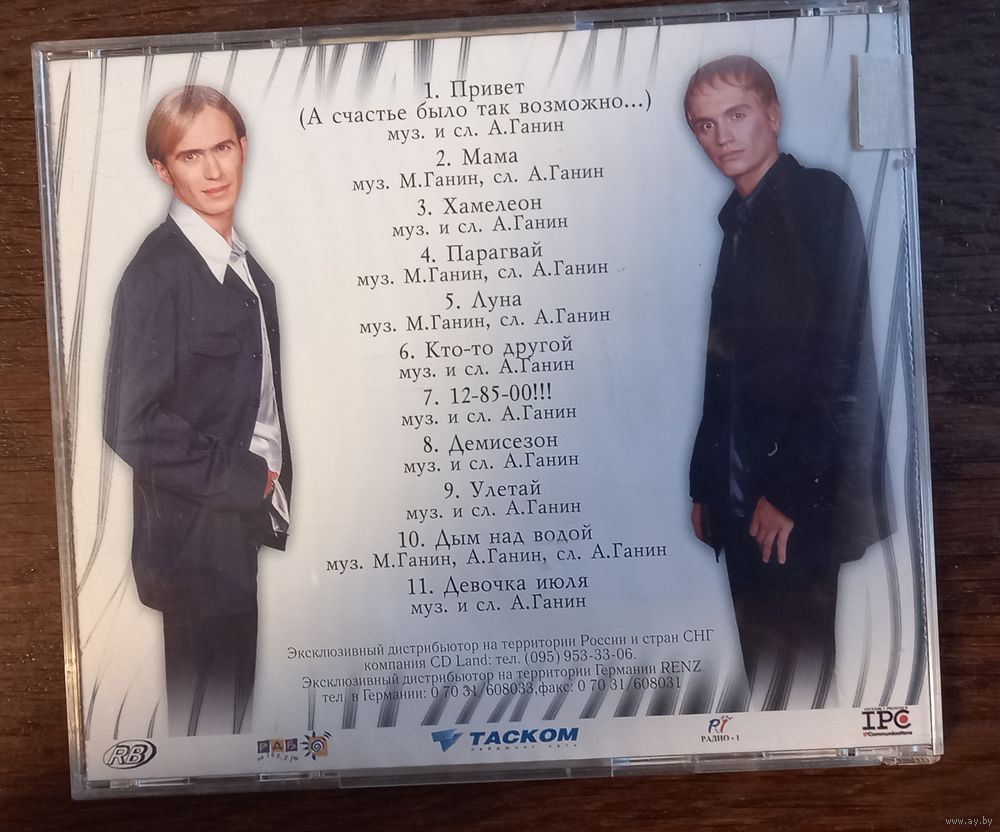 1. Привет
(А счастье было так возможно...)
муз. и сл. А.Ганин
2. Мама
муз. М.Ганин, сл. А.Ганин
3. Хамелеон
муз. и сл. А.Ганин
4. Парагвай
муз. М.Ганин, сл. А.Ганин
5. Луна
муз. М.Ганин, сл. А.Ганин
6. Кто-то другой
муз. и сл. А.Ганин
7. 12-85-00!!!
муз. и сл. А.Ганин
8. Демисезон
муз. и сл. А.Ганин
9. Улетай
муз. и сл. А.Ганин
10. Дым над водой
муз. М.Ганин, А.Ганин, сл. А.Ганин
11. Девочка июля
муз. и сл. А.Ганин
Эксклюзивный дистрибьютор на территории России и стран СНГ
компания CD Land: тел. (095) 953-33-06.
Эксклюзивный дистрибьютор на территории Германии RENZ
тел. в Германии: 0 70 31/608033,факс: 0 70 31/608031
RB
ТАСКОМ
РАДИО-1
IPC
IPCommunications
www.ay.by